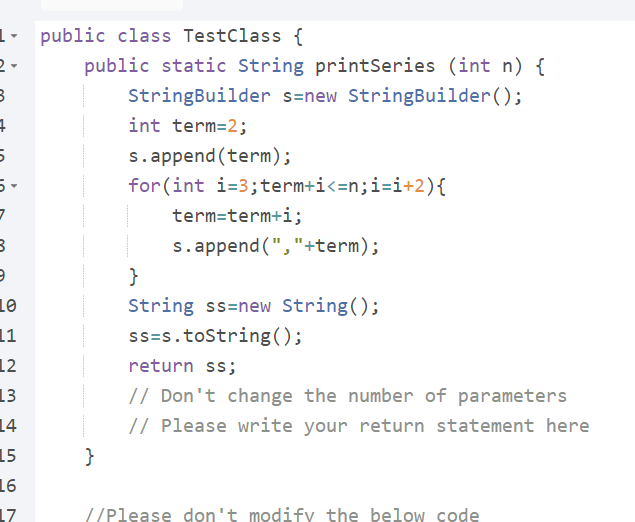 1 public class TestClass {
2 public static String printSeries (int n) {
3 StringBuilder s=new StringBuilder();
4 int term=2;
5 s.append(term);
6 for(int i=3;term+i<=n;i=i+2){
7 term=term+i;
8 s.append(","+term);
9 }
10 String ss=new String();
11 ss=s.toString();
12 return ss;
13 // Don't change the number of parameters
14 // Please write your return statement here
15 }
16
17 //Please don't modify the below code